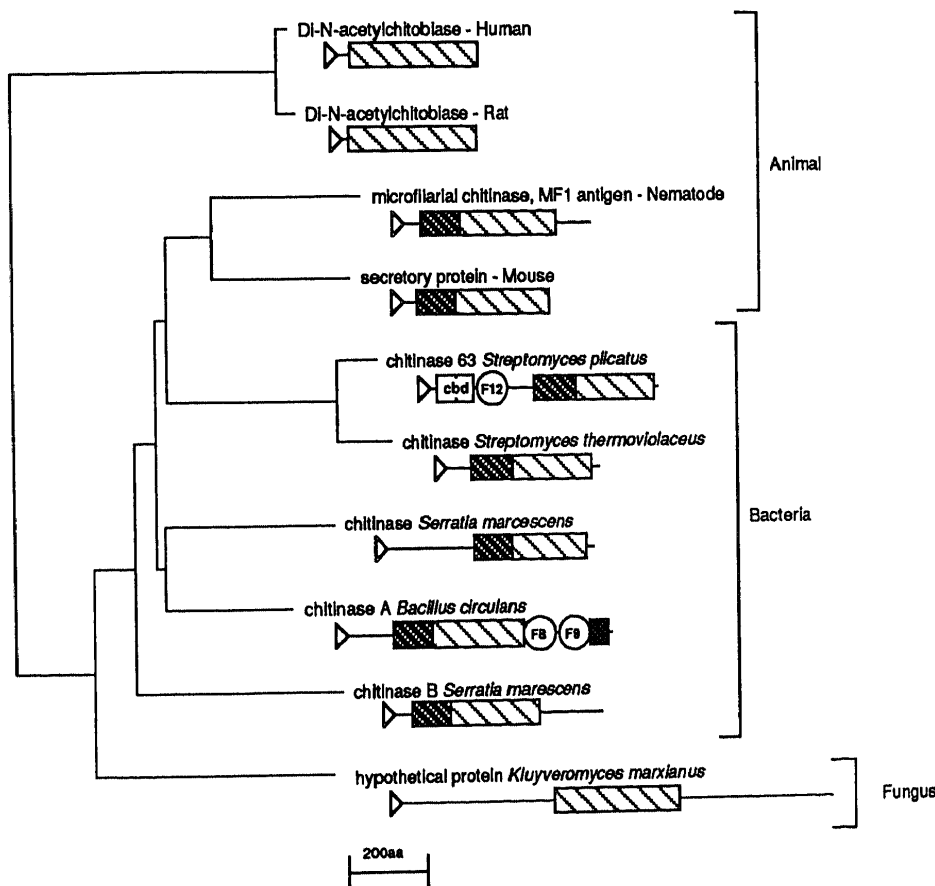 Di-N-acetylchitobiase - Human
Di-N-acetylchitobiase - Rat
Animal
microfilarial chitinase, MF1 antigen - Nematode
secretory protein - Mouse
chitinase 63 Streptomyces plicatus
cbd F12
chitinase Streptomyces thermoviolaceus
Bacteria
chitinase Serratia marcescens
chitinase A Bacillus circulans
F8 F9
chitinase B Serratia marescens
hypothetical protein Kluyveromyces marxianus
Fungus
200aa